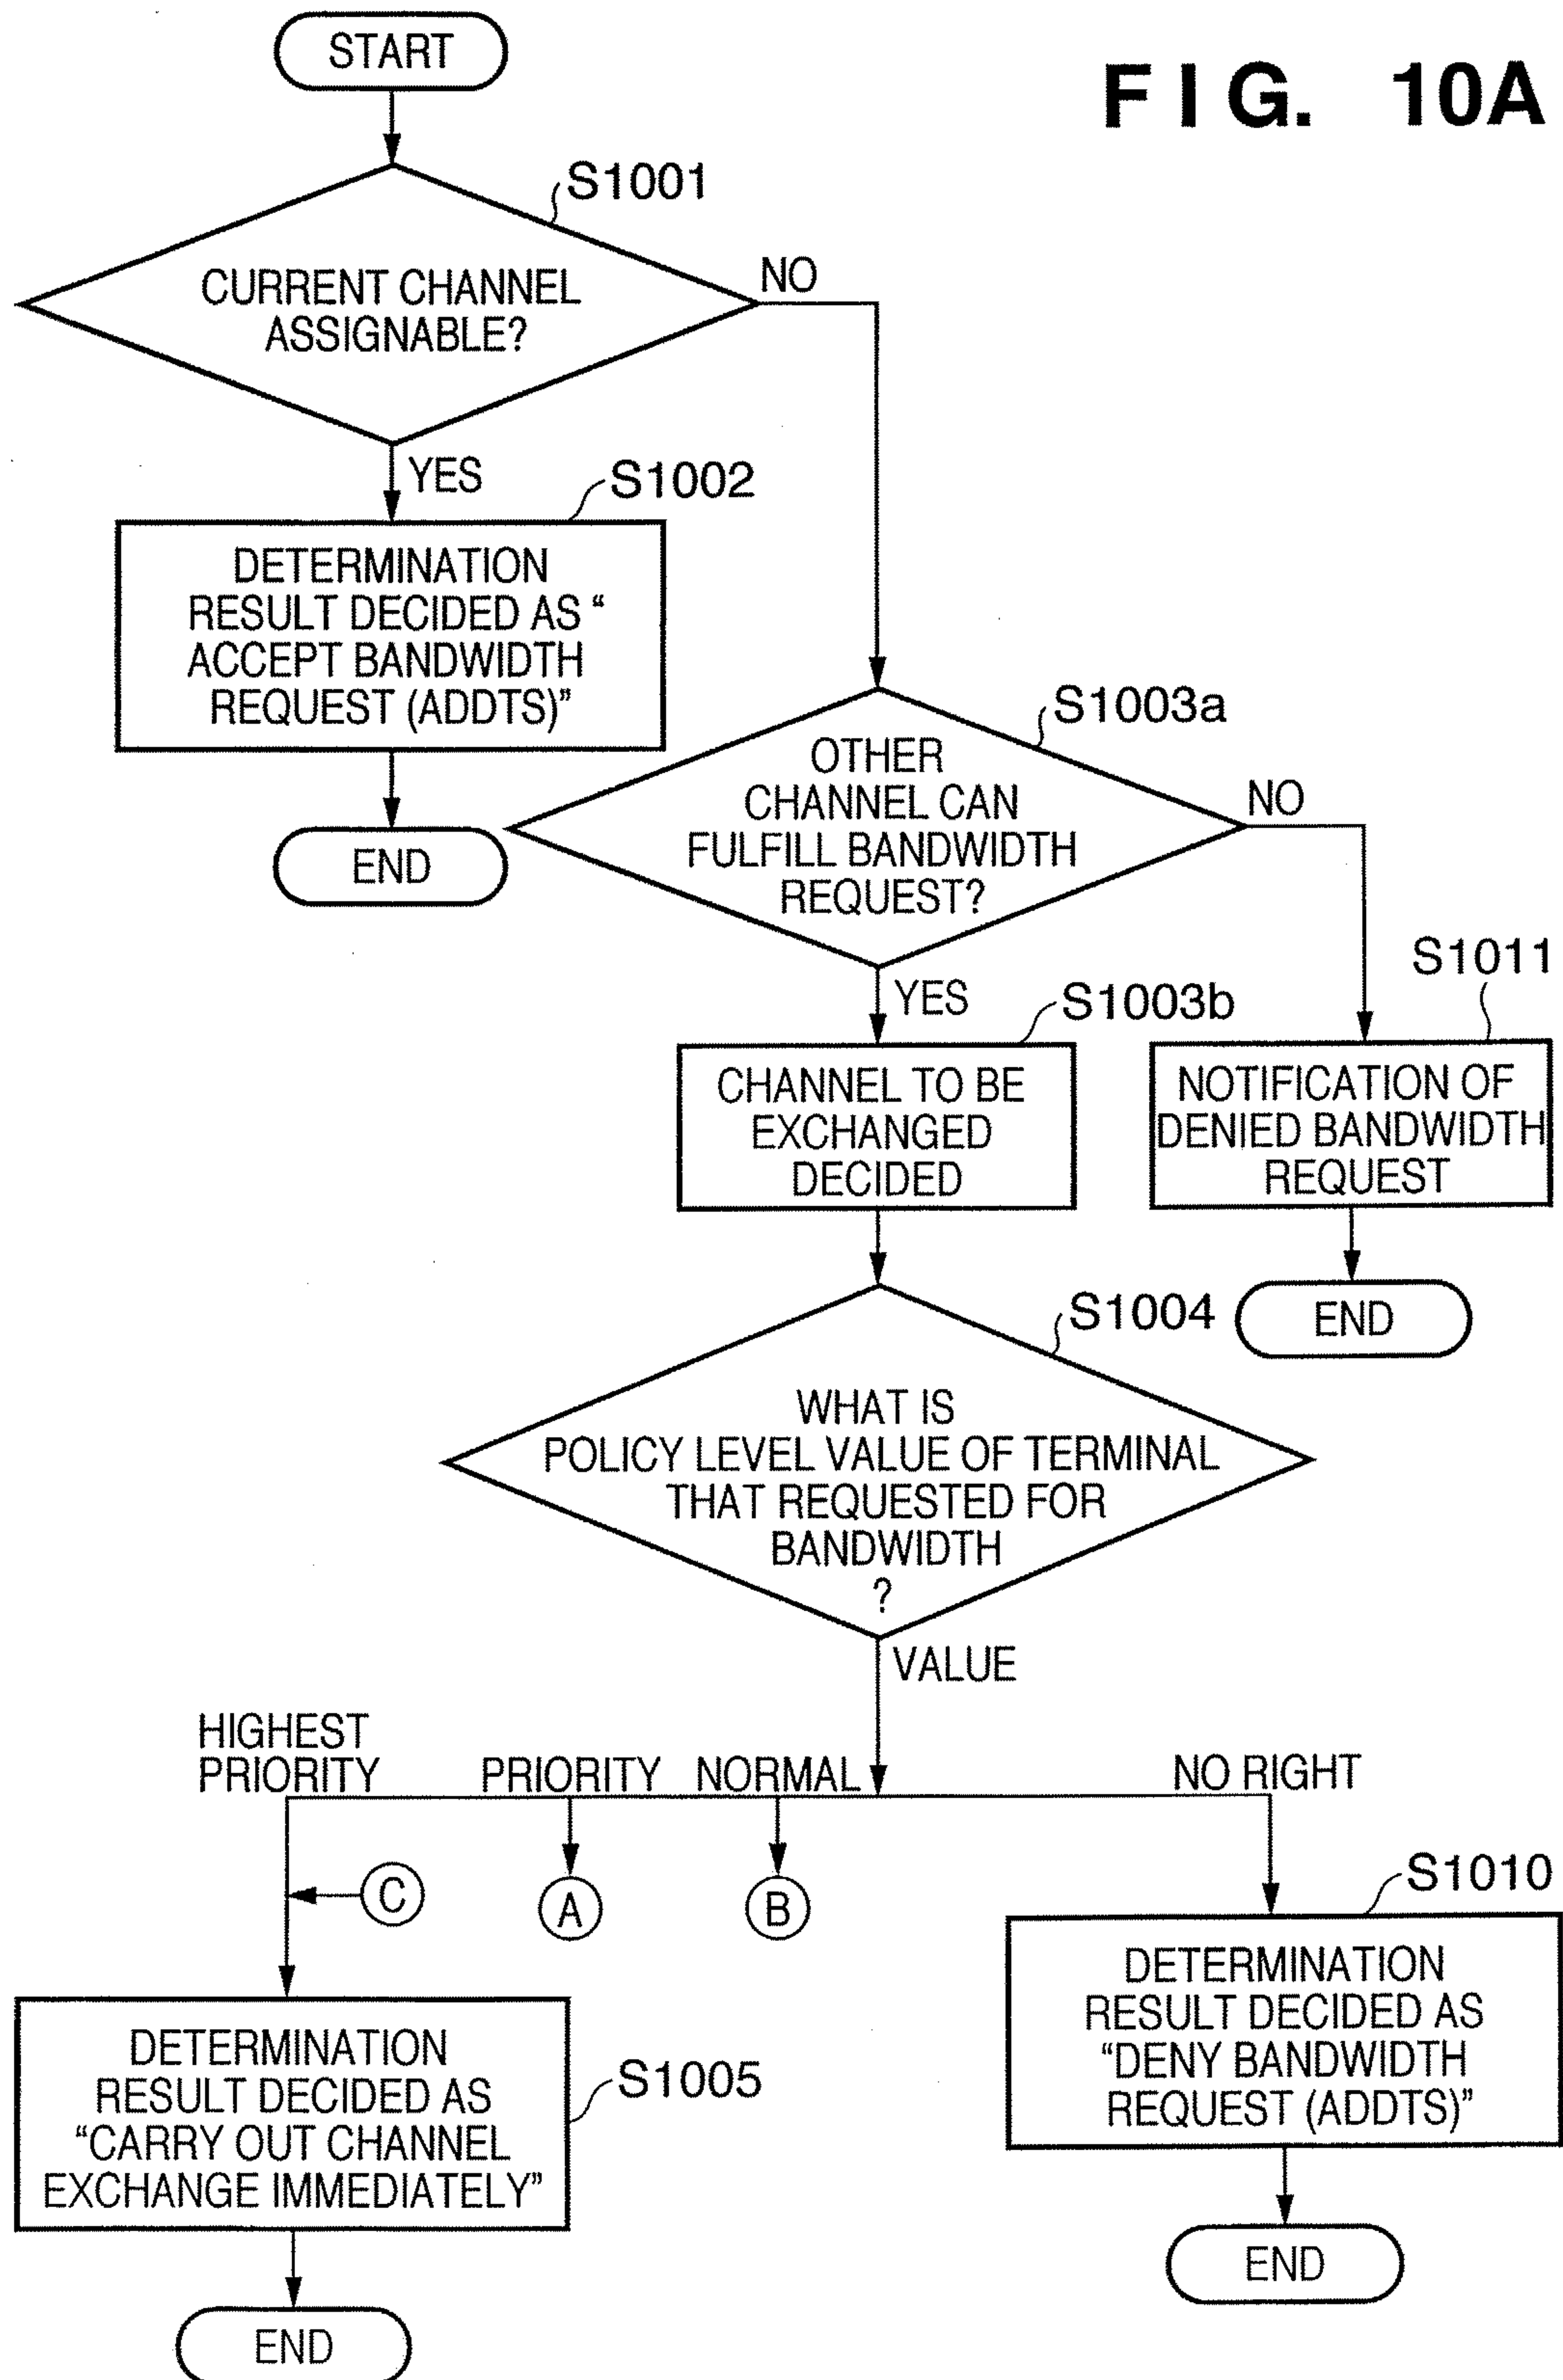 FIG. 10A
START
S1001
CURRENT CHANNEL
ASSIGNABLE?
NO
YES
S1002
DETERMINATION
RESULT DECIDED AS “
ACCEPT BANDWIDTH
REQUEST (ADDTS)”
END
S1003a
OTHER
CHANNEL CAN
FULFILL BANDWIDTH
REQUEST?
NO
YES
S1003b
CHANNEL TO BE
EXCHANGED
DECIDED
S1011
NOTIFICATION OF
DENIED BANDWIDTH
REQUEST
END
S1004
WHAT IS
POLICY LEVEL VALUE OF TERMINAL
THAT REQUESTED FOR
BANDWIDTH
?
VALUE
HIGHEST
PRIORITY
PRIORITY
NORMAL
NO RIGHT
C
A
B
S1010
DETERMINATION
RESULT DECIDED AS
“DENY BANDWIDTH
REQUEST (ADDTS)”
END
S1005
DETERMINATION
RESULT DECIDED AS
“CARRY OUT CHANNEL
EXCHANGE IMMEDIATELY”
END